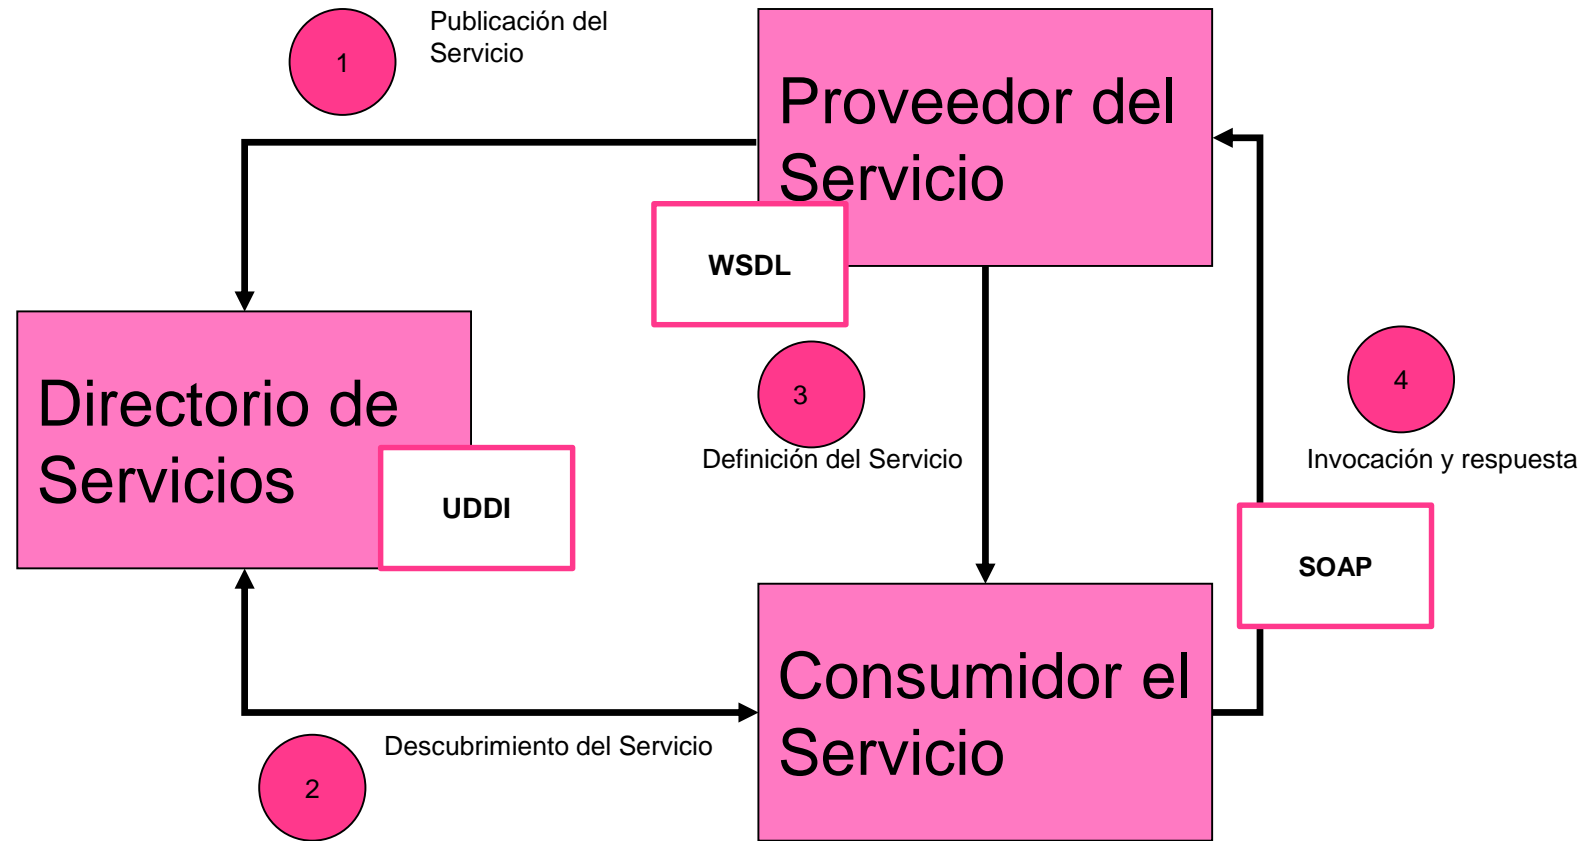 1
Publicación del
Servicio
Proveedor del
Servicio
WSDL
Directorio de
Servicios
UDDI
3
Definición del Servicio
4
Invocación y respuesta
SOAP
Consumidor el
Servicio
Descubrimiento del Servicio
2